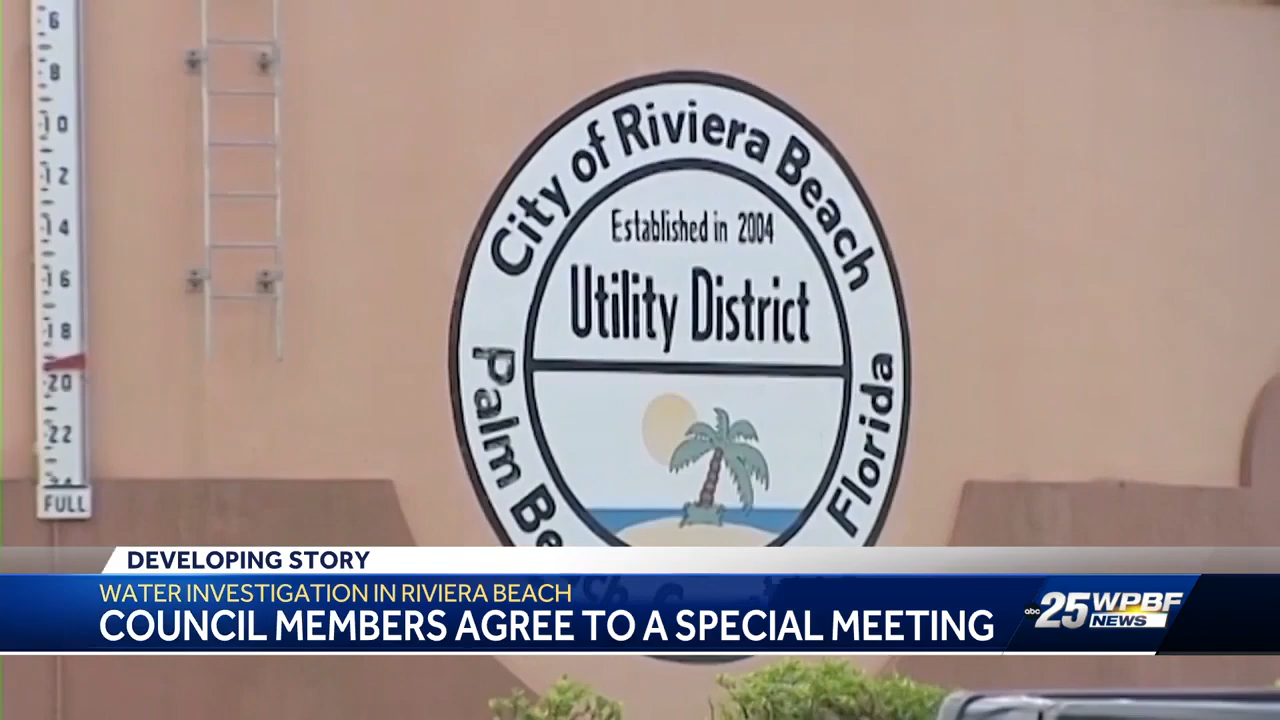 6
8
10
12
14
16
18
20
22
24
FULL
City of Riviera Beach
Established in 2004
Utility District
Florida
Palm Beach
DEVELOPING STORY
WATER INVESTIGATION IN RIVIERA BEACH
COUNCIL MEMBERS AGREE TO A SPECIAL MEETING
abc 25 WPBF
NEWS